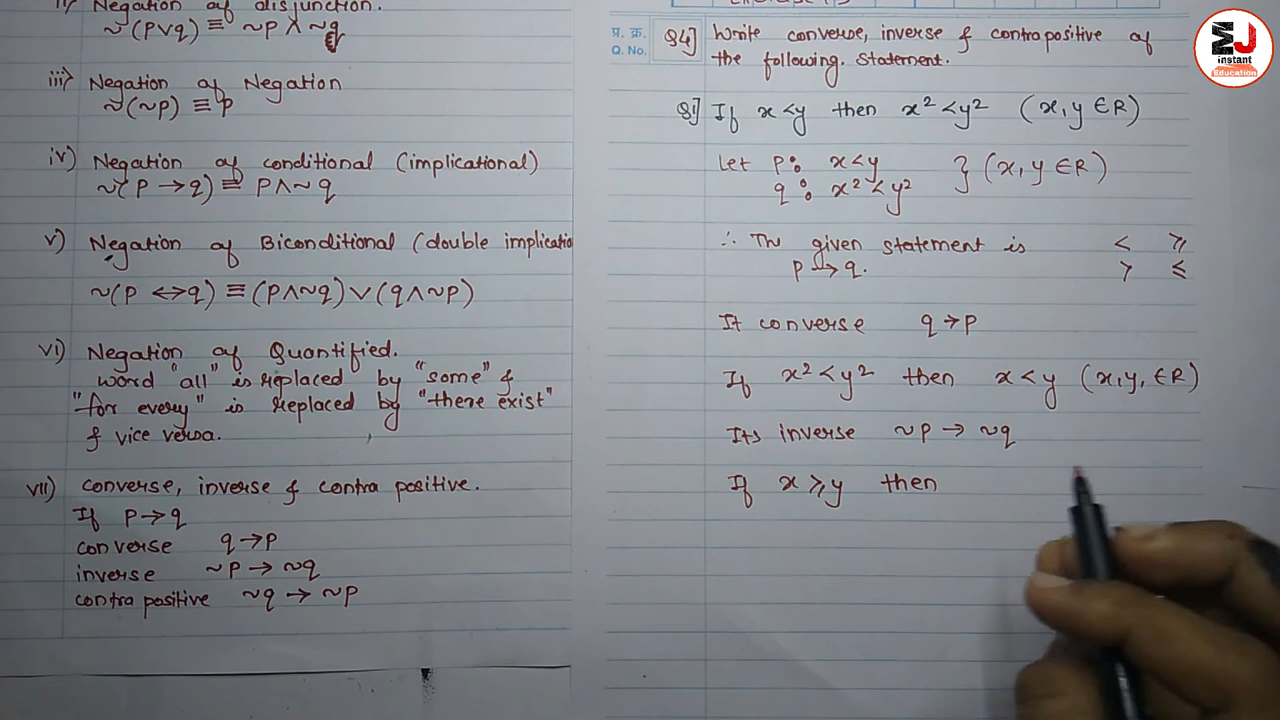 Negation of disjunction.
~(p∨q) ≡ ~p ∧ ~q
iii) Negation of Negation
~(~p) ≡ p
iv) Negation of conditional (implicational)
~(p → q) ≡ p∧~q
v) Negation of Biconditional (double implicatio
~(p ↔ q) ≡ (p∧~q) ∨ (q∧~p)
vi) Negation of Quantified.
word "all" is replaced by "some" &
"for every" is replaced by "there exist"
& vice versa.
vii) converse, inverse & contra positive.
If p→q
converse q→p
inverse ~p → ~q
contra positive ~q → ~p
प्र. क्र.
Q. No.
Q4] Write converse, inverse & contrapositive of
the following. statement.
Q1] If x<y then x² <y² (x,y ∈R)
Let p: x<y } (x,y ∈R)
q: x²<y²
∴ The given statement is < ⩾
p→q. > ≤
It converse q→p
If x²<y² then x<y (x,y, ∈R)
Its inverse ~p → ~q
If x⩾y then
MJ
instant
Education